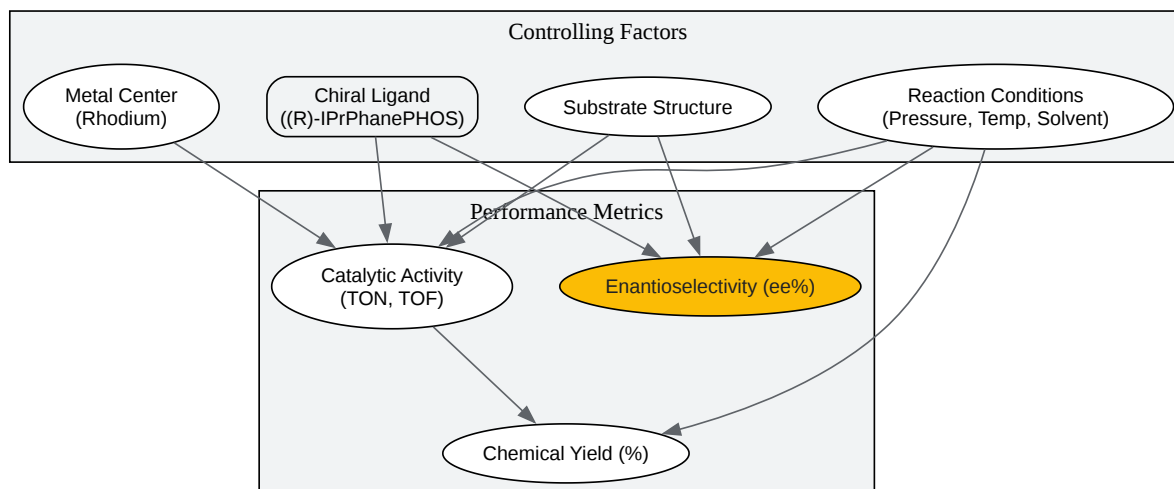 Controlling Factors
Metal Center
(Rhodium)
Chiral Ligand
((R)-IPrPhanePHOS)
Substrate Structure
Reaction Conditions
(Pressure, Temp, Solvent)
Performance Metrics
Catalytic Activity
(TON, TOF)
Enantioselectivity (ee%)
Chemical Yield (%)